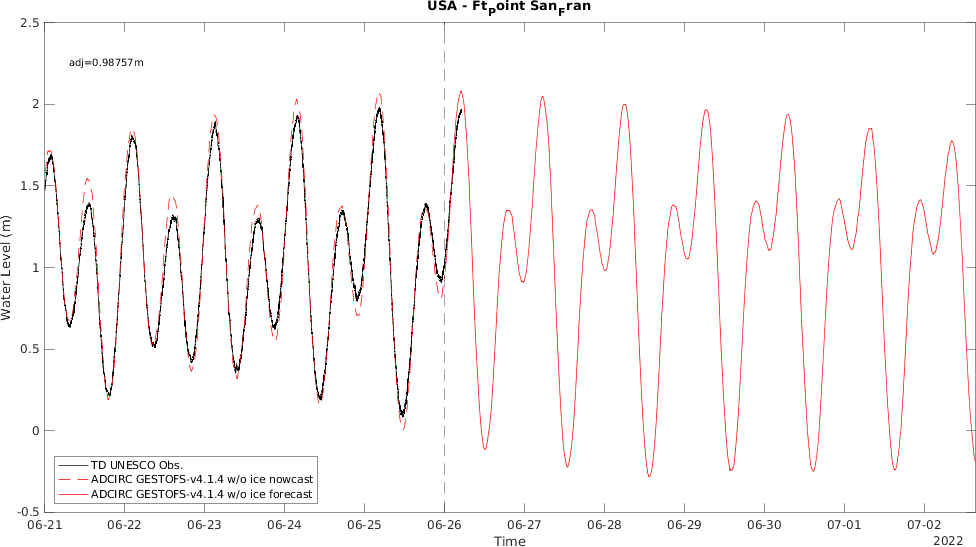 USA - Ft_Point San_Fran
adj=0.98757m
2.5
2
1.5
1
0.5
0
-0.5
Water Level (m)
TD UNESCO Obs.
ADCIRC GESTOFS-v4.1.4 w/o ice nowcast
ADCIRC GESTOFS-v4.1.4 w/o ice forecast
06-21 06-22 06-23 06-24 06-25 06-26 06-27 06-28 06-29 06-30 07-01 07-02
Time
2022